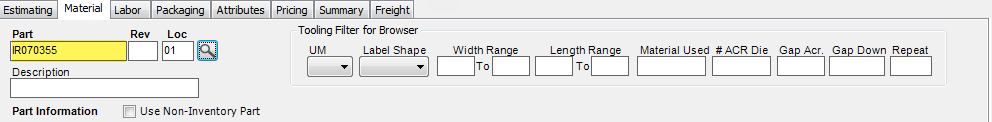 Estimating Material Labor Packaging Attributes Pricing Summary Freight
Part Rev Loc
IR070355 01
Description
Part Information Use Non-Inventory Part
Tooling Filter for Browser
UM Label Shape Width Range Length Range Material Used # ACR Die Gap Acr. Gap Down Repeat
To To